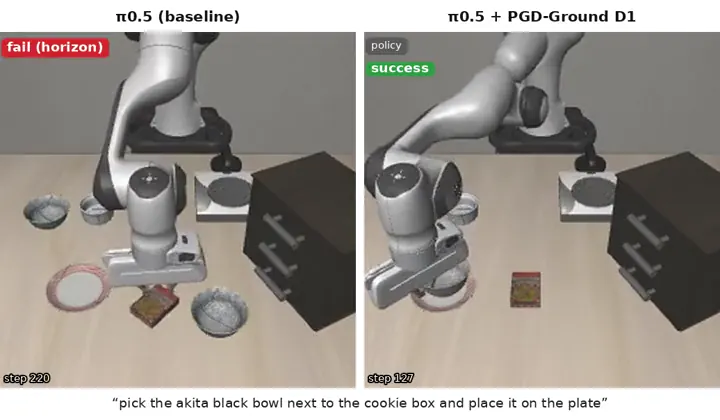 π0.5 (baseline)
π0.5 + PGD-Ground D1
fail (horizon)
policy
success
step 220
step 127
“pick the akita black bowl next to the cookie box and place it on the plate”